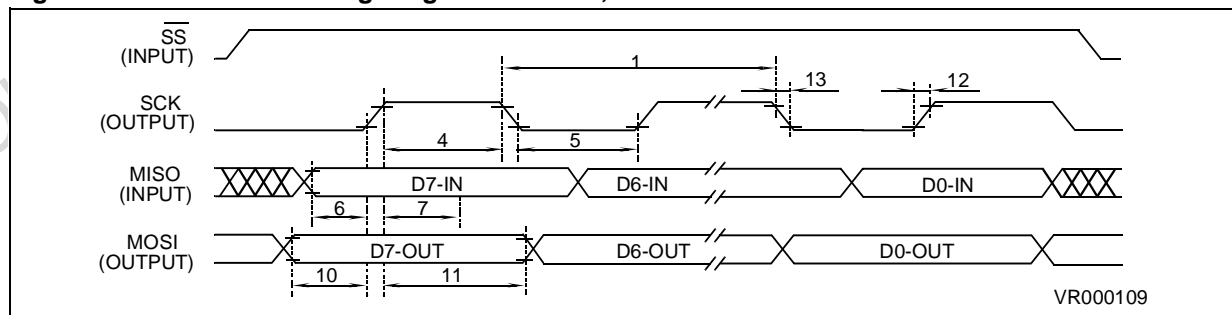 SS
(INPUT)
1
13
12
SCK
(OUTPUT)
4
5
MISO
(INPUT)
D7-IN
D6-IN
D0-IN
6
7
MOSI
(OUTPUT)
D7-OUT
D6-OUT
D0-OUT
10
11
VR000109